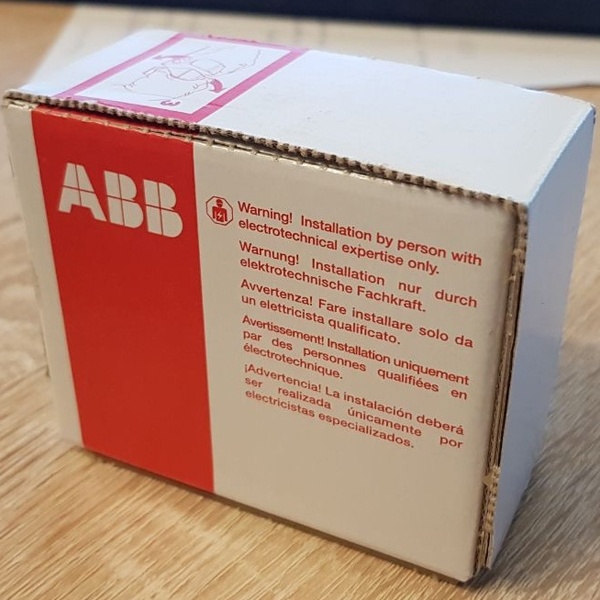 ABB
Warning! Installation by person with
electrotechnical expertise only.
Warnung! Installation nur durch
elektrotechnische Fachkraft.
Avvertenza! Fare installare solo da
un elettricista qualificato.
Avertissement! Installation uniquement
par des personnes qualifiées en
électrotechnique.
¡Advertencia! La instalación deberá
ser realizada únicamente por
electricistas especializados.